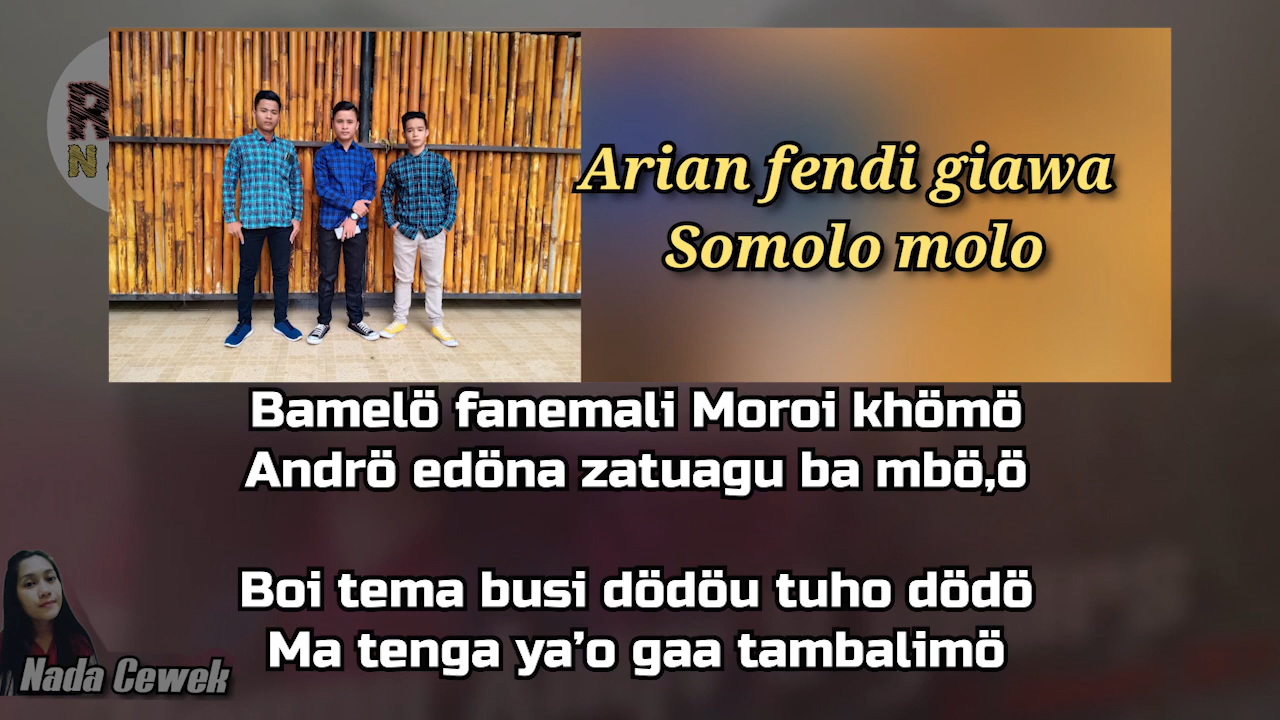 R
N
Arian fendi giawa
Somolo molo
Bamelö fanemali Moroi khömö
Andrö edöna zatuagu ba mbö,ö
Boi tema busi dödöu tuho dödö
Ma tenga ya’o gaa tambalimö
Nada Cewek